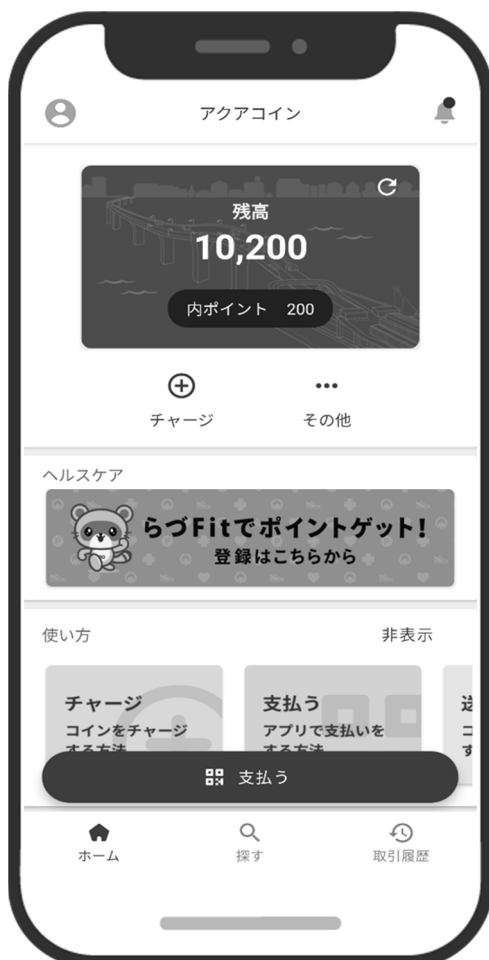 アクアコイン
残高
10,200
内ポイント 200
チャージ
その他
ヘルスケア
らづFitでポイントゲット!
登録はこちらから
使い方
非表示
チャージ
コインをチャージ
する方法
支払う
アプリで支払いを
する方法
送
コ
す
支払う
ホーム
探す
取引履歴